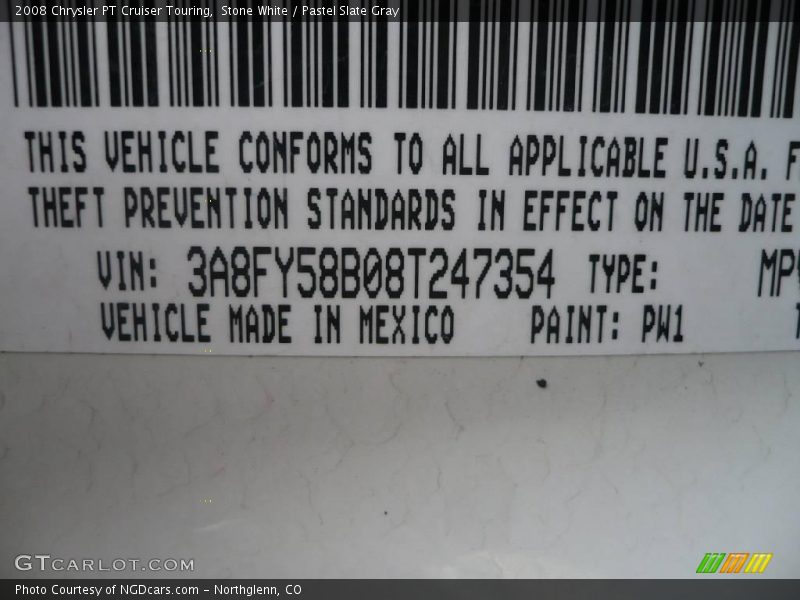 2008 Chrysler PT Cruiser Touring, Stone White / Pastel Slate Gray
THIS VEHICLE CONFORMS TO ALL APPLICABLE U.S.A. F
THEFT PREVENTION STANDARDS IN EFFECT ON THE DATE
VIN: 3A8FY58B08T247354 TYPE: MP
VEHICLE MADE IN MEXICO PAINT: PW1
GTCARLOT.COM
Photo Courtesy of NGDcars.com - Northglenn, CO